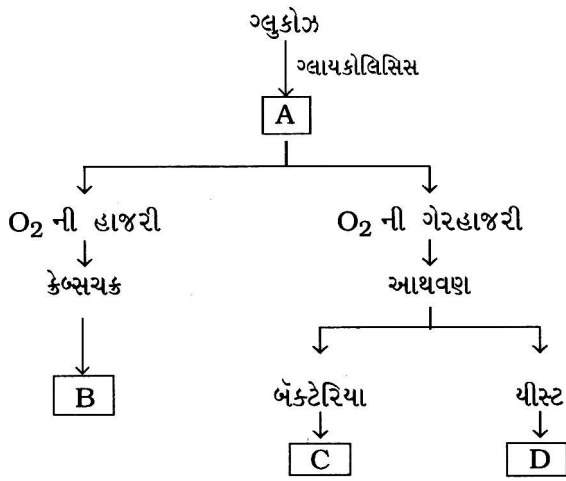 ગ્લુકોઝ
ગ્લાયકોલિસિસ
A
O₂ ની હાજરી O₂ ની ગેરહાજરી
ક્રેબ્સચક્ર આથવણ
B બૅક્ટેરિયા યીસ્ટ
C D